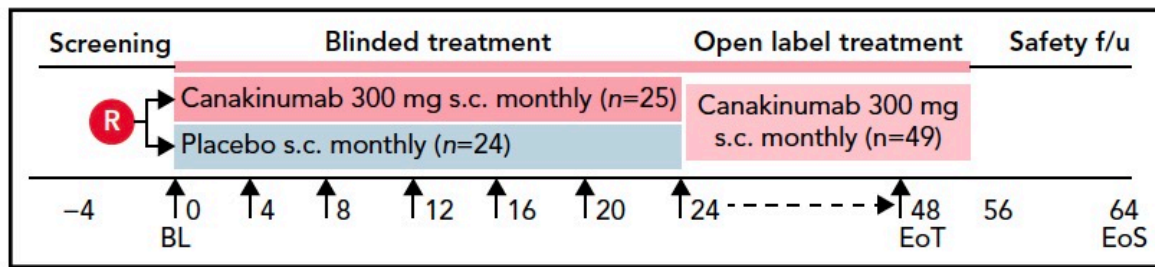 Screening Blinded treatment Open label treatment Safety f/u
R
Canakinumab 300 mg s.c. monthly (n=25)
Placebo s.c. monthly (n=24)
Canakinumab 300 mg
s.c. monthly (n=49)
−4 0 4 8 12 16 20 24 48 56 64
BL EoT EoS